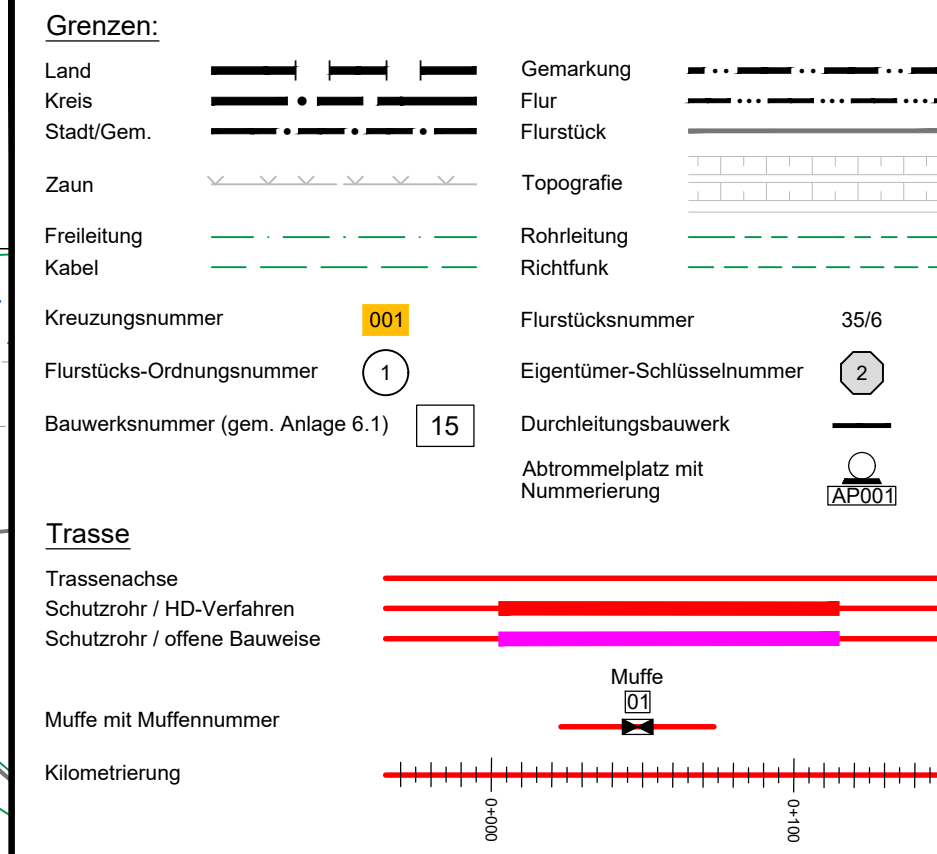 Grenzen:
Land
Gemarkung
Kreis
Flur
Stadt/Gem.
Flurstück
Zaun
Topografie
Freileitung
Rohrleitung
Kabel
Richtfunk
Kreuzungsnummer 001
Flurstücksnummer 35/6
Flurstücks-Ordnungsnummer 1
Eigentümer-Schlüsselnummer 2
Bauwerksnummer (gem. Anlage 6.1) 15
Durchleitungsbauwerk
Abtrommelplatz mit
Nummerierung
AP001
Trasse
Trassenachse
Schutzrohr / HD-Verfahren
Schutzrohr / offene Bauweise
Muffe
01
Muffe mit Muffennummer
Kilometrierung
0+000
0+100